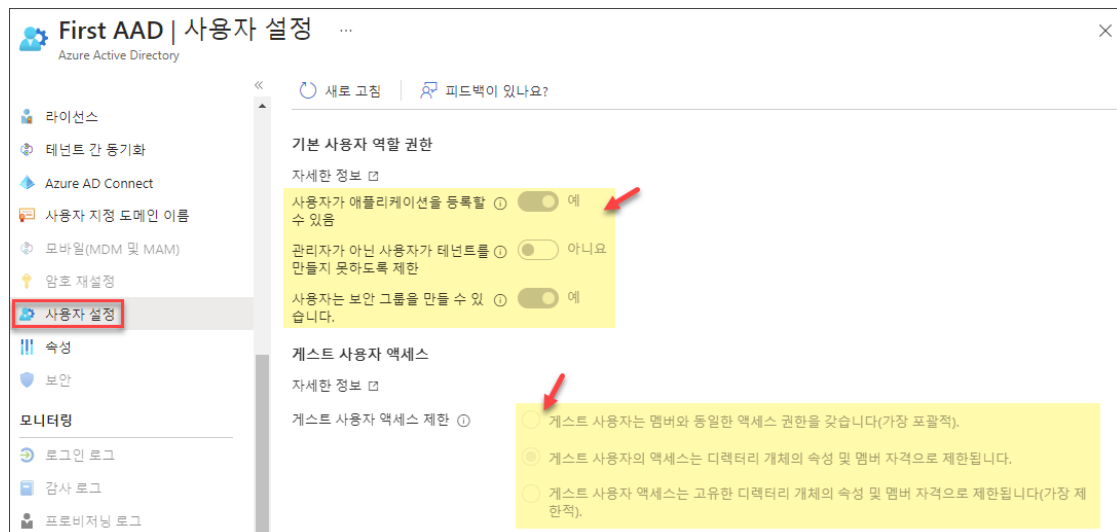 First AAD | 사용자 설정 ...
Azure Active Directory
새로 고침
피드백이 있나요?
라이선스
테넌트 간 동기화
Azure AD Connect
사용자 지정 도메인 이름
모바일(MDM 및 MAM)
암호 재설정
사용자 설정
속성
보안
모니터링
로그인 로그
감사 로그
프로비저닝 로그
기본 사용자 역할 권한
자세한 정보
사용자가 애플리케이션을 등록할 예
수 있음
관리자가 아닌 사용자가 테넌트를 아니요
만들지 못하도록 제한
사용자는 보안 그룹을 만들 수 있 예
습니다.
게스트 사용자 액세스
자세한 정보
게스트 사용자 액세스 제한
게스트 사용자는 멤버와 동일한 액세스 권한을 갖습니다(가장 포괄적).
게스트 사용자의 액세스는 디렉터리 개체의 속성 및 멤버 자격으로 제한됩니다.
게스트 사용자 액세스는 고유한 디렉터리 개체의 속성 및 멤버 자격으로 제한됩니다(가장 제
한적).